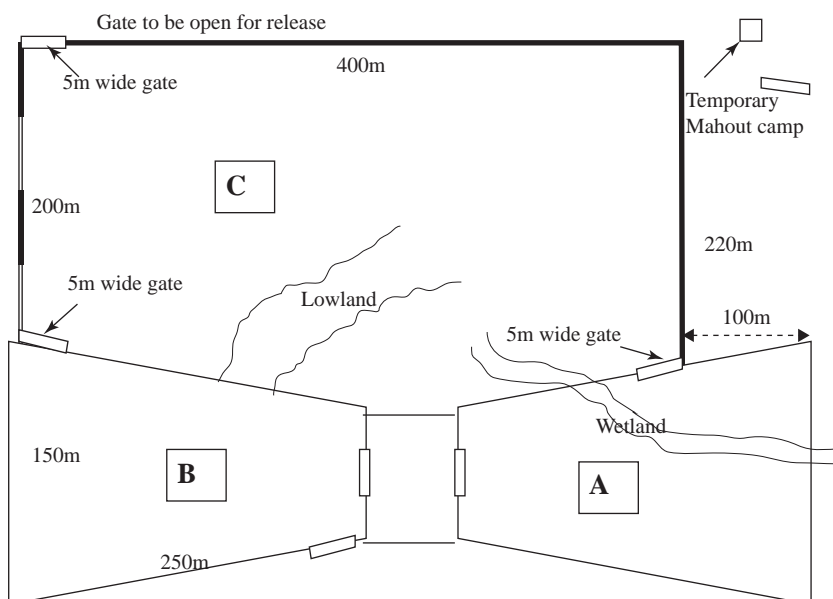 Gate to be open for release
5m wide gate
400m
Temporary
Mahout camp
C
200m
220m
5m wide gate
Lowland
100m
5m wide gate
Wetland
150m
B
A
250m